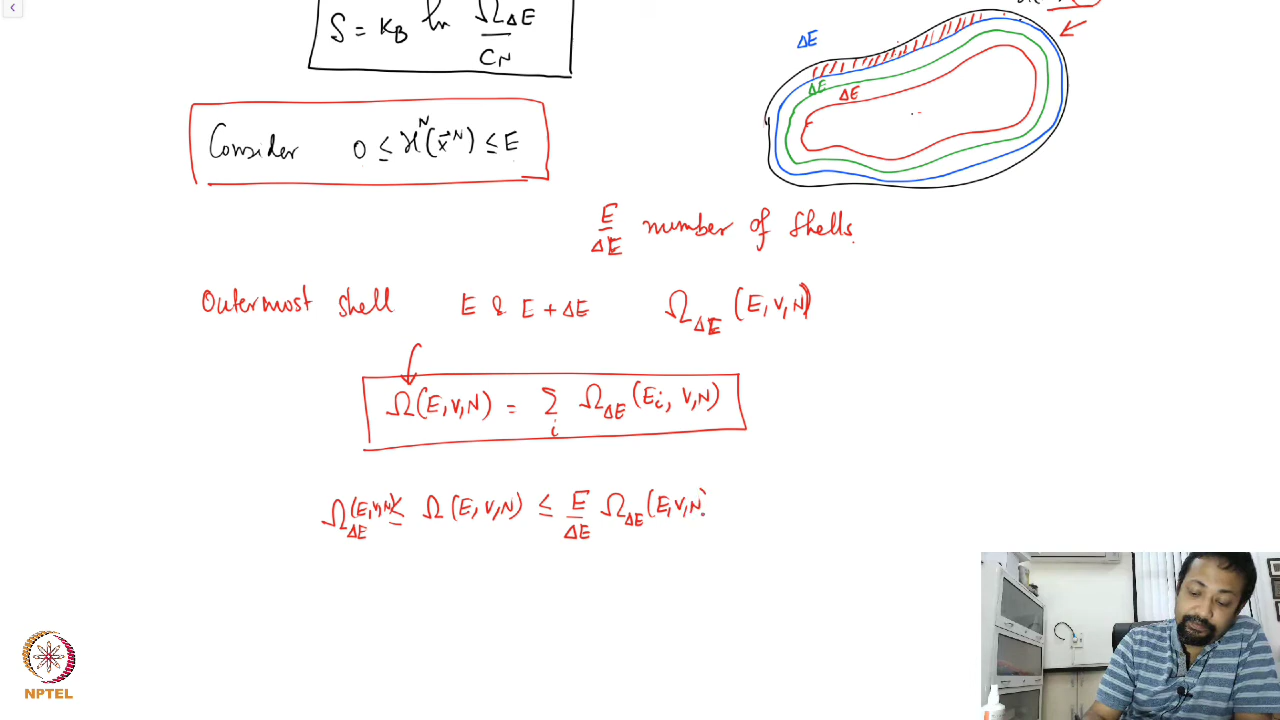 S = K_B ln Ω_ΔE / C_N
ΔE
ΔE
ΔE
Consider 0 ≤ ℋ^N (x⃗^N) ≤ E
E/ΔE number of shells.
Outermost shell E & E + ΔE Ω_ΔE (E, V, N)
Ω(E, V, N) = Σ_i Ω_ΔE (E_i, V, N)
Ω_ΔE (E, V, N) ≤ Ω(E, V, N) ≤ E/ΔE Ω_ΔE (E, V, N)
NPTEL